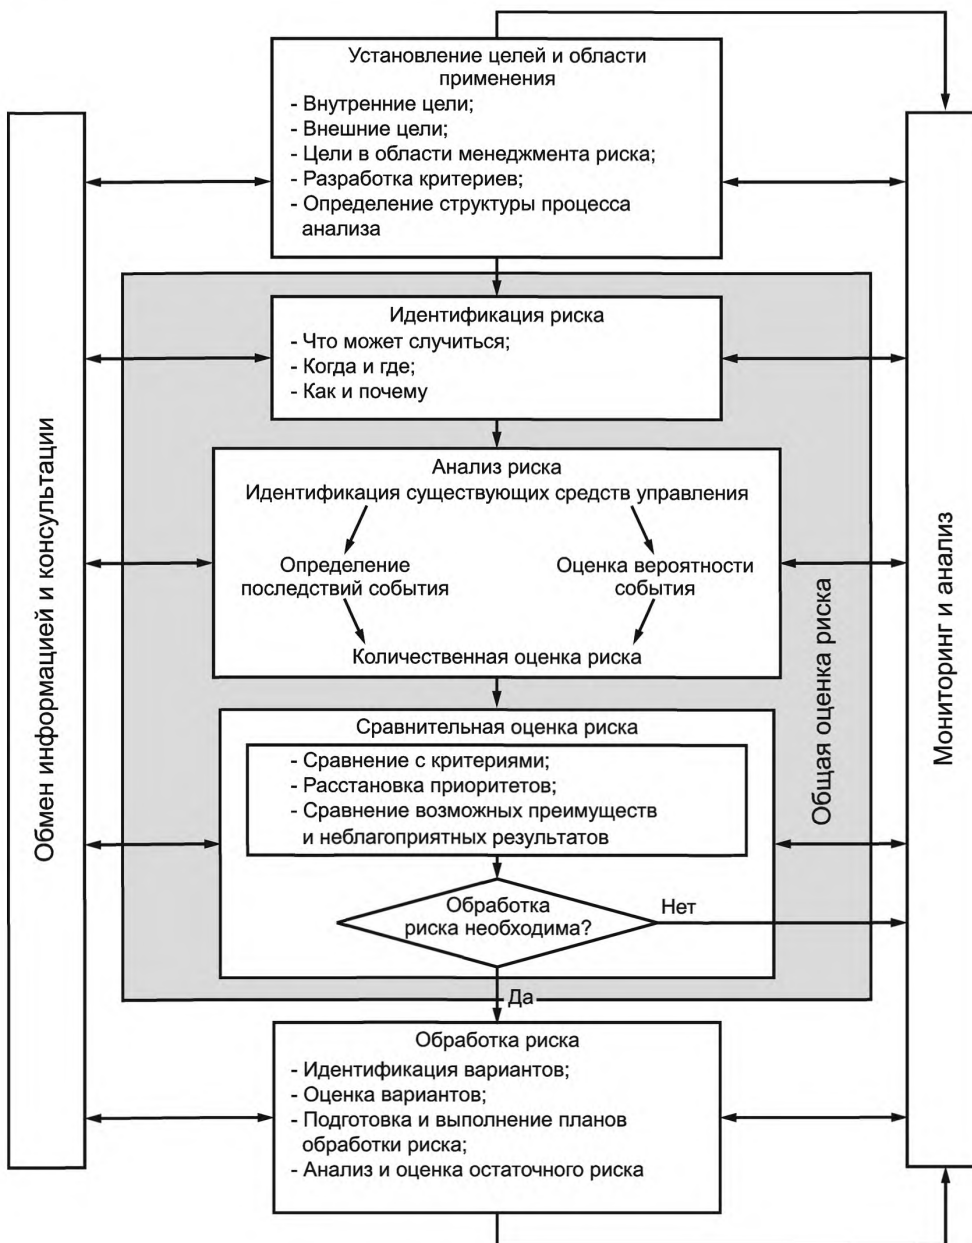 Установление целей и области
применения
- Внутренние цели;
- Внешние цели;
- Цели в области менеджмента риска;
- Разработка критериев;
- Определение структуры процесса
анализа
Обмен информацией и консультации
Идентификация риска
- Что может случиться;
- Когда и где;
- Как и почему
Анализ риска
Идентификация существующих средств управления
Определение
последствий события
Оценка вероятности
события
Количественная оценка риска
Сравнительная оценка риска
- Сравнение с критериями;
- Расстановка приоритетов;
- Сравнение возможных преимуществ
и неблагоприятных результатов
Обработка
риска необходима?
Нет
Да
Общая оценка риска
Мониторинг и анализ
Обработка риска
- Идентификация вариантов;
- Оценка вариантов;
- Подготовка и выполнение планов
обработки риска;
- Анализ и оценка остаточного риска